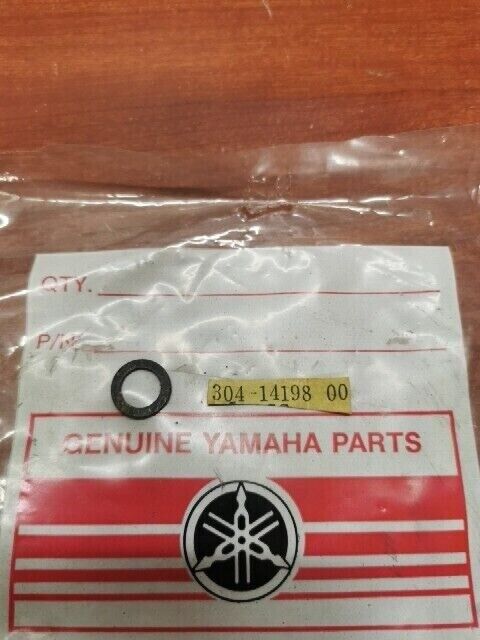 QTY.
P/N.
304-14198 00
GENUINE YAMAHA PARTS